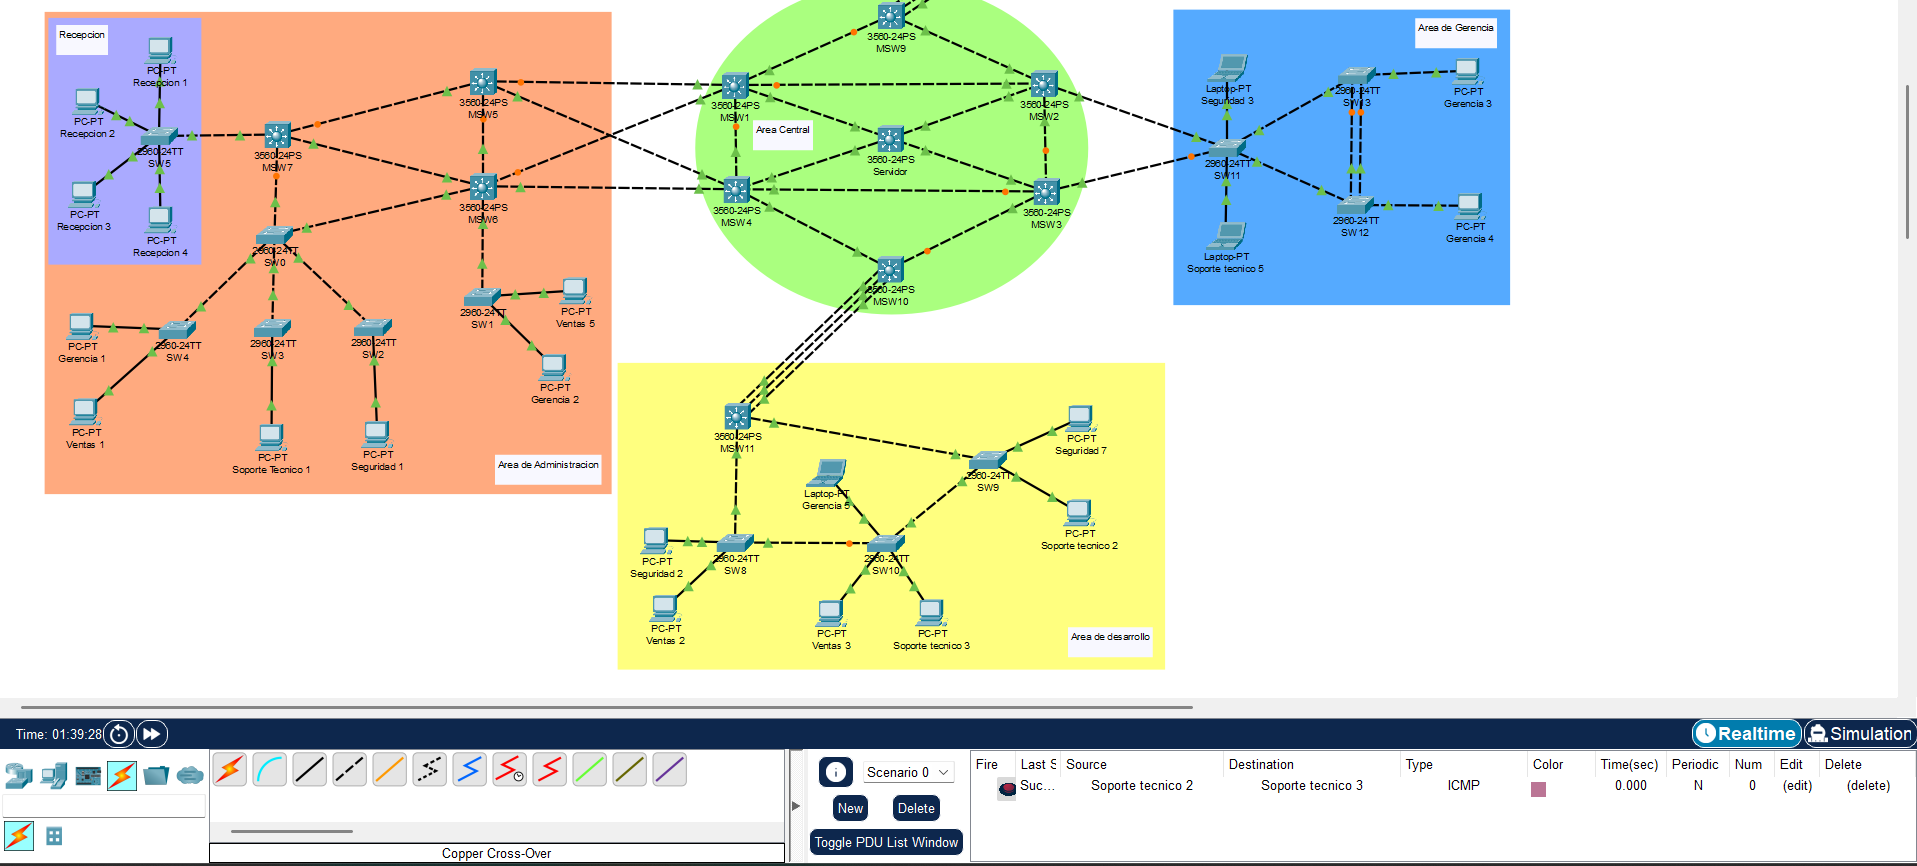 Recepcion
PC-PT
Recepcion 1
PC-PT
Recepcion 2
2960-24TT
SW5
PC-PT
Recepcion 3
PC-PT
Recepcion 4
3560-24PS
MSW7
3560-24PS
MSW5
3560-24PS
MSW6
2960-24TT
SW0
2960-24TT
SW4
2960-24TT
SW3
2960-24TT
SW2
2960-24TT
SW1
PC-PT
Gerencia 1
PC-PT
Ventas 1
PC-PT
Soporte Tecnico 1
PC-PT
Seguridad 1
PC-PT
Ventas 5
PC-PT
Gerencia 2
Area de Administracion
3560-24PS
MSW9
3560-24PS
MSW1
3560-24PS
MSW2
Area Central
3560-24PS
Servidor
3560-24PS
MSW4
3560-24PS
MSW3
3560-24PS
MSW10
Area de Gerencia
Laptop-PT
Seguridad 3
2960-24TT
SW13
PC-PT
Gerencia 3
2960-24TT
SW11
2960-24TT
SW12
PC-PT
Gerencia 4
Laptop-PT
Soporte tecnico 5
3560-24PS
MSW11
Laptop-PT
Gerencia 5
2960-24TT
SW9
PC-PT
Seguridad 7
PC-PT
Soporte tecnico 2
PC-PT
Seguridad 2
2960-24TT
SW8
2960-24TT
SW10
PC-PT
Ventas 2
PC-PT
Ventas 3
PC-PT
Soporte tecnico 3
Area de desarrollo
Time: 01:39:28
Realtime
Simulation
Scenario 0
New
Delete
Toggle PDU List Window
Copper Cross-Over
Fire Last S Source Destination Type Color Time(sec) Periodic Num Edit Delete
Suc... Soporte tecnico 2 Soporte tecnico 3 ICMP 0.000 N 0 (edit) (delete)